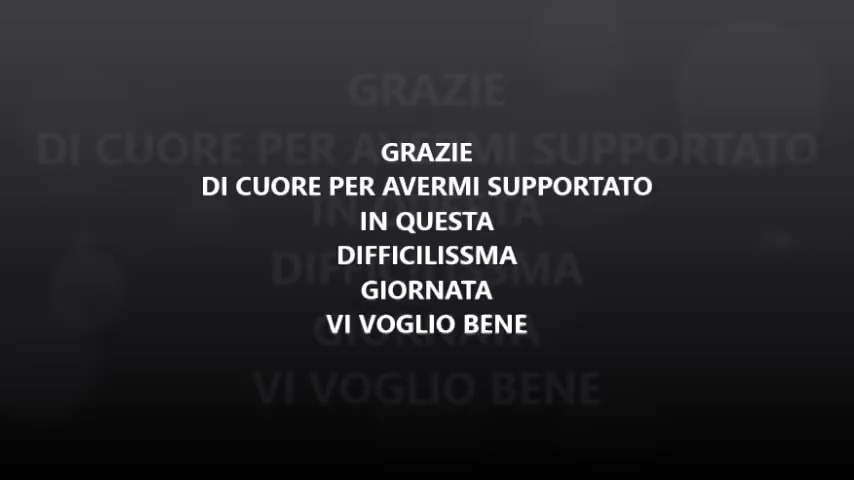 GRAZIE
DI CUORE PER AVERMI SUPPORTATO
IN QUESTA
DIFFICILISSMA
GIORNATA
VI VOGLIO BENE